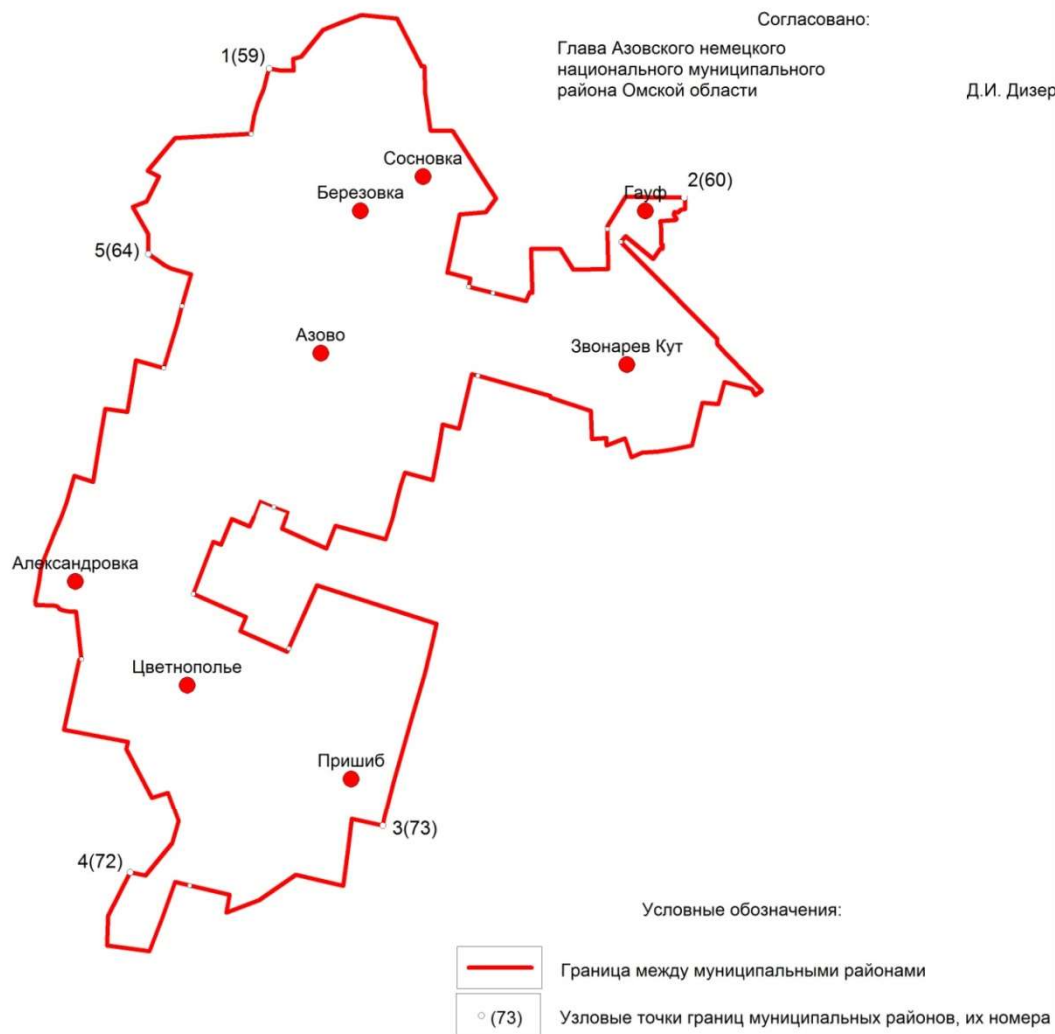 Согласовано:
Глава Азовского немецкого
национального муниципального
района Омской области Д.И. Дизер
1(59)
Сосновка
Березовка
Гауф
2(60)
5(64)
Азово
Звонарев Кут
Александровка
Цветнополье
Пришиб
3(73)
4(72)
Условные обозначения:
Граница между муниципальными районами
(73) Узловые точки границ муниципальных районов, их номера